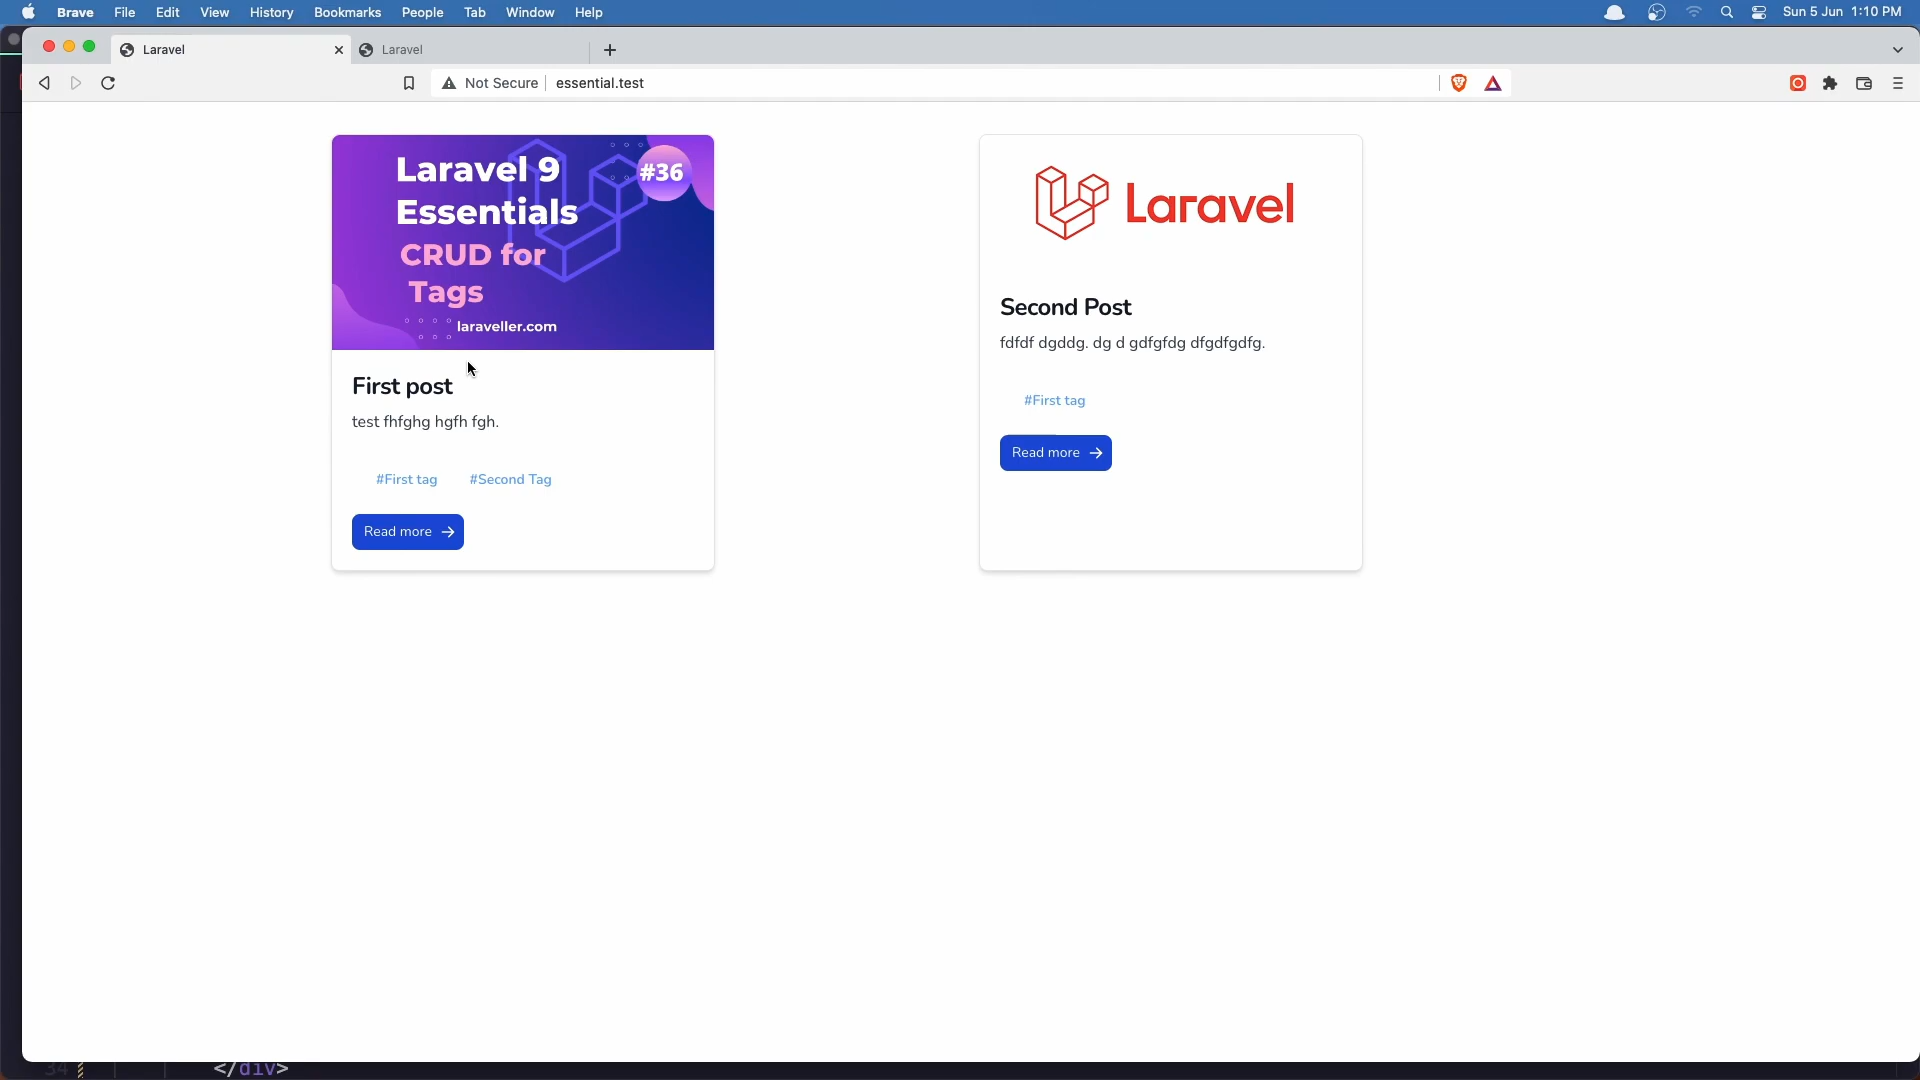 Brave File Edit View History Bookmarks People Tab Window Help Sun 5 Jun 1:10 PM
Laravel Laravel
Not Secure essential.test
Laravel 9
Essentials
#36
CRUD for
Tags
laraveller.com
First post
test fhfghg hgfh fgh.
#First tag #Second Tag
Read more
Laravel
Second Post
fdfdf dgddg. dg d gdfgfdg dfgdfgdfg.
#First tag
Read more
34 </div>